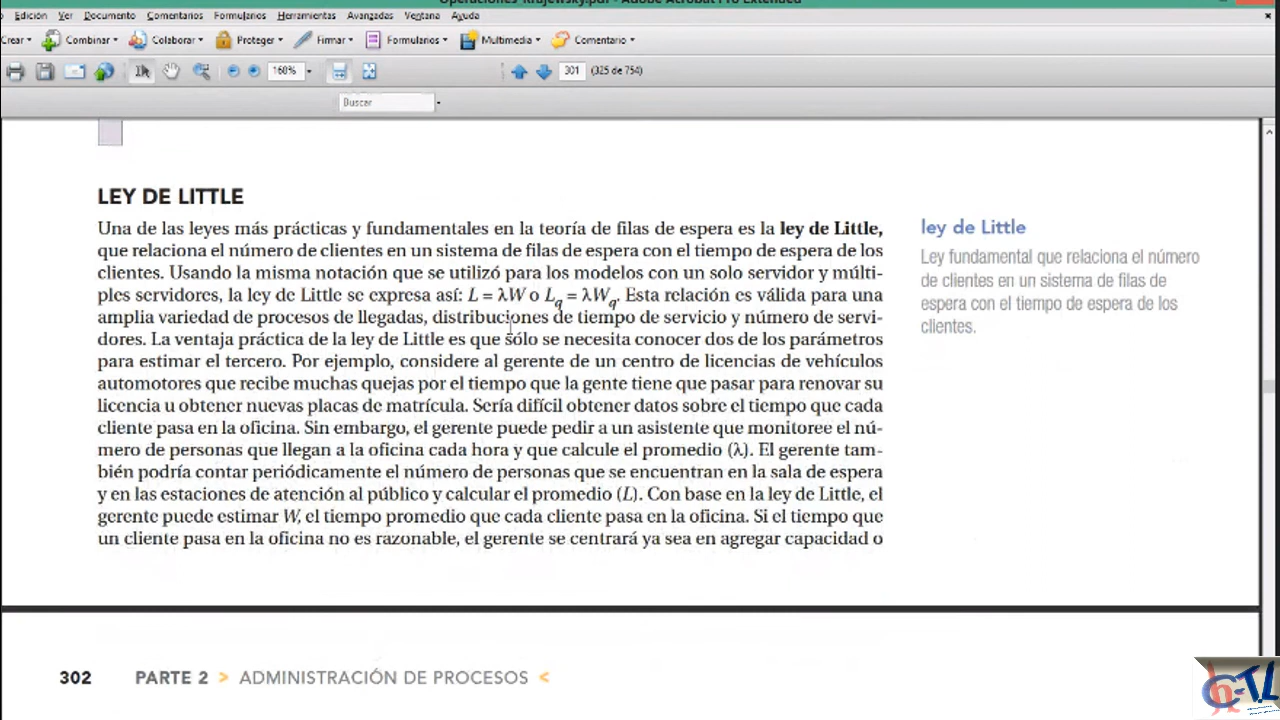 Operaciones Krajewsky.pdf - Adobe Acrobat Pro Extended
Edición Ver Documento Comentarios Formularios Herramientas Avanzadas Ventana Ayuda
Crear Combinar Colaborar Proteger Firmar Formularios Multimedia Comentario
160% 301 (325 de 754)
Buscar
LEY DE LITTLE
Una de las leyes más prácticas y fundamentales en la teoría de filas de espera es la ley de Little,
que relaciona el número de clientes en un sistema de filas de espera con el tiempo de espera de los
clientes. Usando la misma notación que se utilizó para los modelos con un solo servidor y múlti-
ples servidores, la ley de Little se expresa así: L = λW o Lq = λWq. Esta relación es válida para una
amplia variedad de procesos de llegadas, distribuciones de tiempo de servicio y número de servi-
dores. La ventaja práctica de la ley de Little es que sólo se necesita conocer dos de los parámetros
para estimar el tercero. Por ejemplo, considere al gerente de un centro de licencias de vehículos
automotores que recibe muchas quejas por el tiempo que la gente tiene que pasar para renovar su
licencia u obtener nuevas placas de matrícula. Sería difícil obtener datos sobre el tiempo que cada
cliente pasa en la oficina. Sin embargo, el gerente puede pedir a un asistente que monitoree el nú-
mero de personas que llegan a la oficina cada hora y que calcule el promedio (λ). El gerente tam-
bién podría contar periódicamente el número de personas que se encuentran en la sala de espera
y en las estaciones de atención al público y calcular el promedio (L). Con base en la ley de Little, el
gerente puede estimar W, el tiempo promedio que cada cliente pasa en la oficina. Si el tiempo que
un cliente pasa en la oficina no es razonable, el gerente se centrará ya sea en agregar capacidad o
ley de Little
Ley fundamental que relaciona el número
de clientes en un sistema de filas de
espera con el tiempo de espera de los
clientes.
302 PARTE 2 > ADMINISTRACIÓN DE PROCESOS <